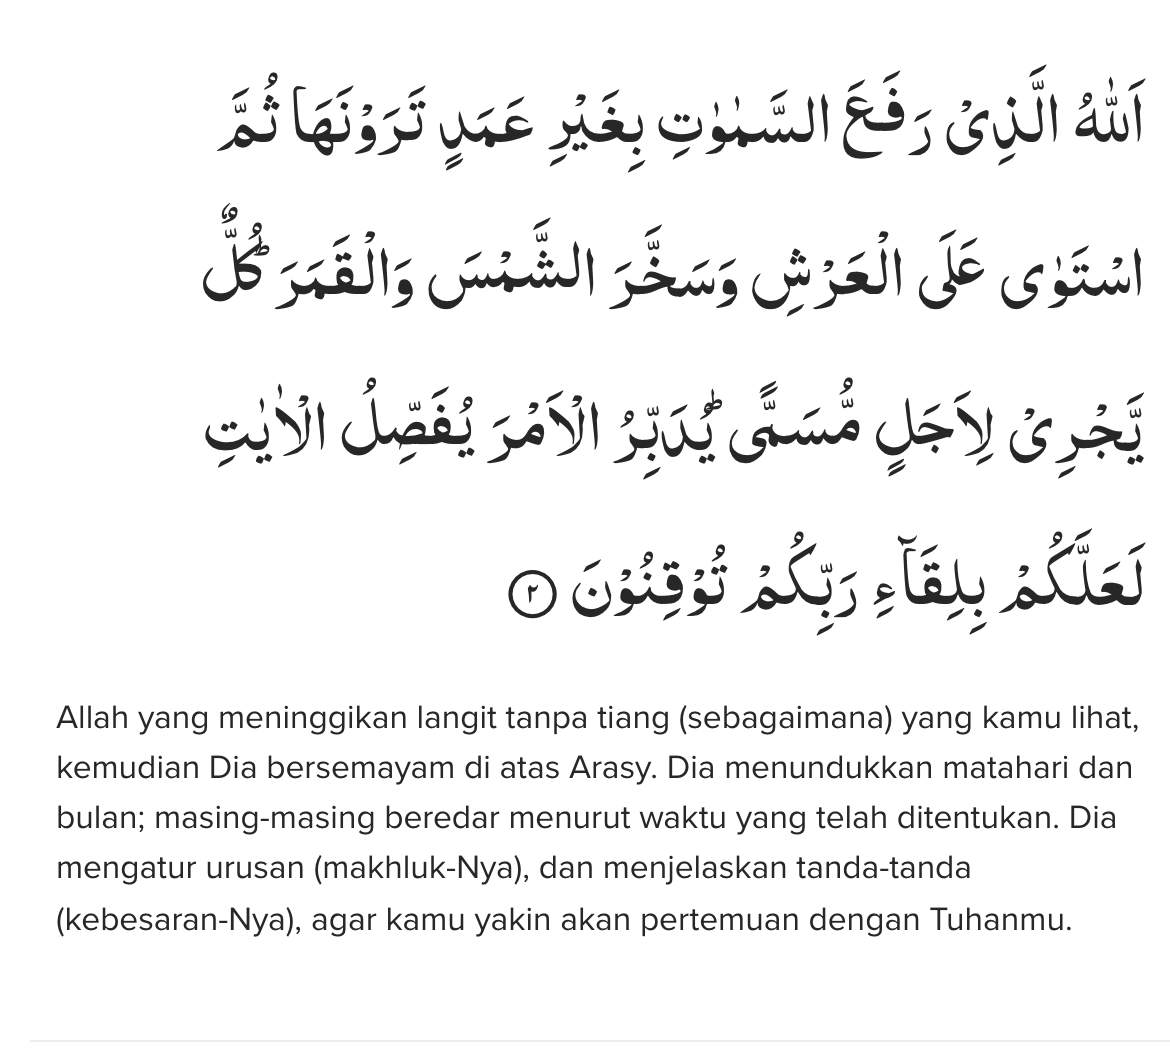 اَللّٰهُ الَّذِيْ رَفَعَ السَّمٰوٰتِ بِغَيْرِ عَمَدٍ تَرَوْنَهَا ثُمَّ
اسْتَوٰى عَلَى الْعَرْشِ وَسَخَّرَ الشَّمْسَ وَالْقَمَرَۗ كُلٌّ
يَّجْرِيْ لِاَجَلٍ مُّسَمًّىۗ يُدَبِّرُ الْاَمْرَ يُفَصِّلُ الْاٰيٰتِ
لَعَلَّكُمْ بِلِقَاۤءِ رَبِّكُمْ تُوْقِنُوْنَ ٢
Allah yang meninggikan langit tanpa tiang (sebagaimana) yang kamu lihat,
kemudian Dia bersemayam di atas Arasy. Dia menundukkan matahari dan
bulan; masing-masing beredar menurut waktu yang telah ditentukan. Dia
mengatur urusan (makhluk-Nya), dan menjelaskan tanda-tanda
(kebesaran-Nya), agar kamu yakin akan pertemuan dengan Tuhanmu.